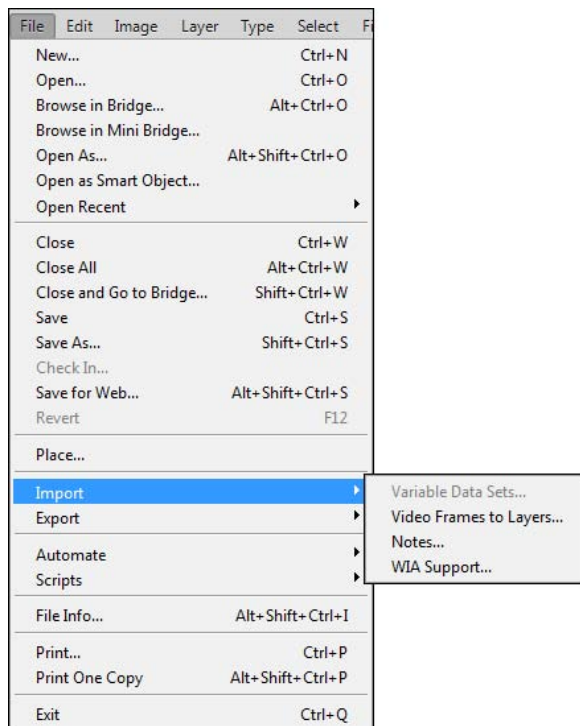 File Edit Image Layer Type Select Fi
New... Ctrl+N
Open... Ctrl+O
Browse in Bridge... Alt+Ctrl+O
Browse in Mini Bridge...
Open As... Alt+Shift+Ctrl+O
Open as Smart Object...
Open Recent
Close Ctrl+W
Close All Alt+Ctrl+W
Close and Go to Bridge... Shift+Ctrl+W
Save Ctrl+S
Save As... Shift+Ctrl+S
Check In...
Save for Web... Alt+Shift+Ctrl+S
Revert F12
Place...
Import
Export
Automate
Scripts
File Info... Alt+Shift+Ctrl+I
Print... Ctrl+P
Print One Copy Alt+Shift+Ctrl+P
Exit Ctrl+Q
Variable Data Sets...
Video Frames to Layers...
Notes...
WIA Support...